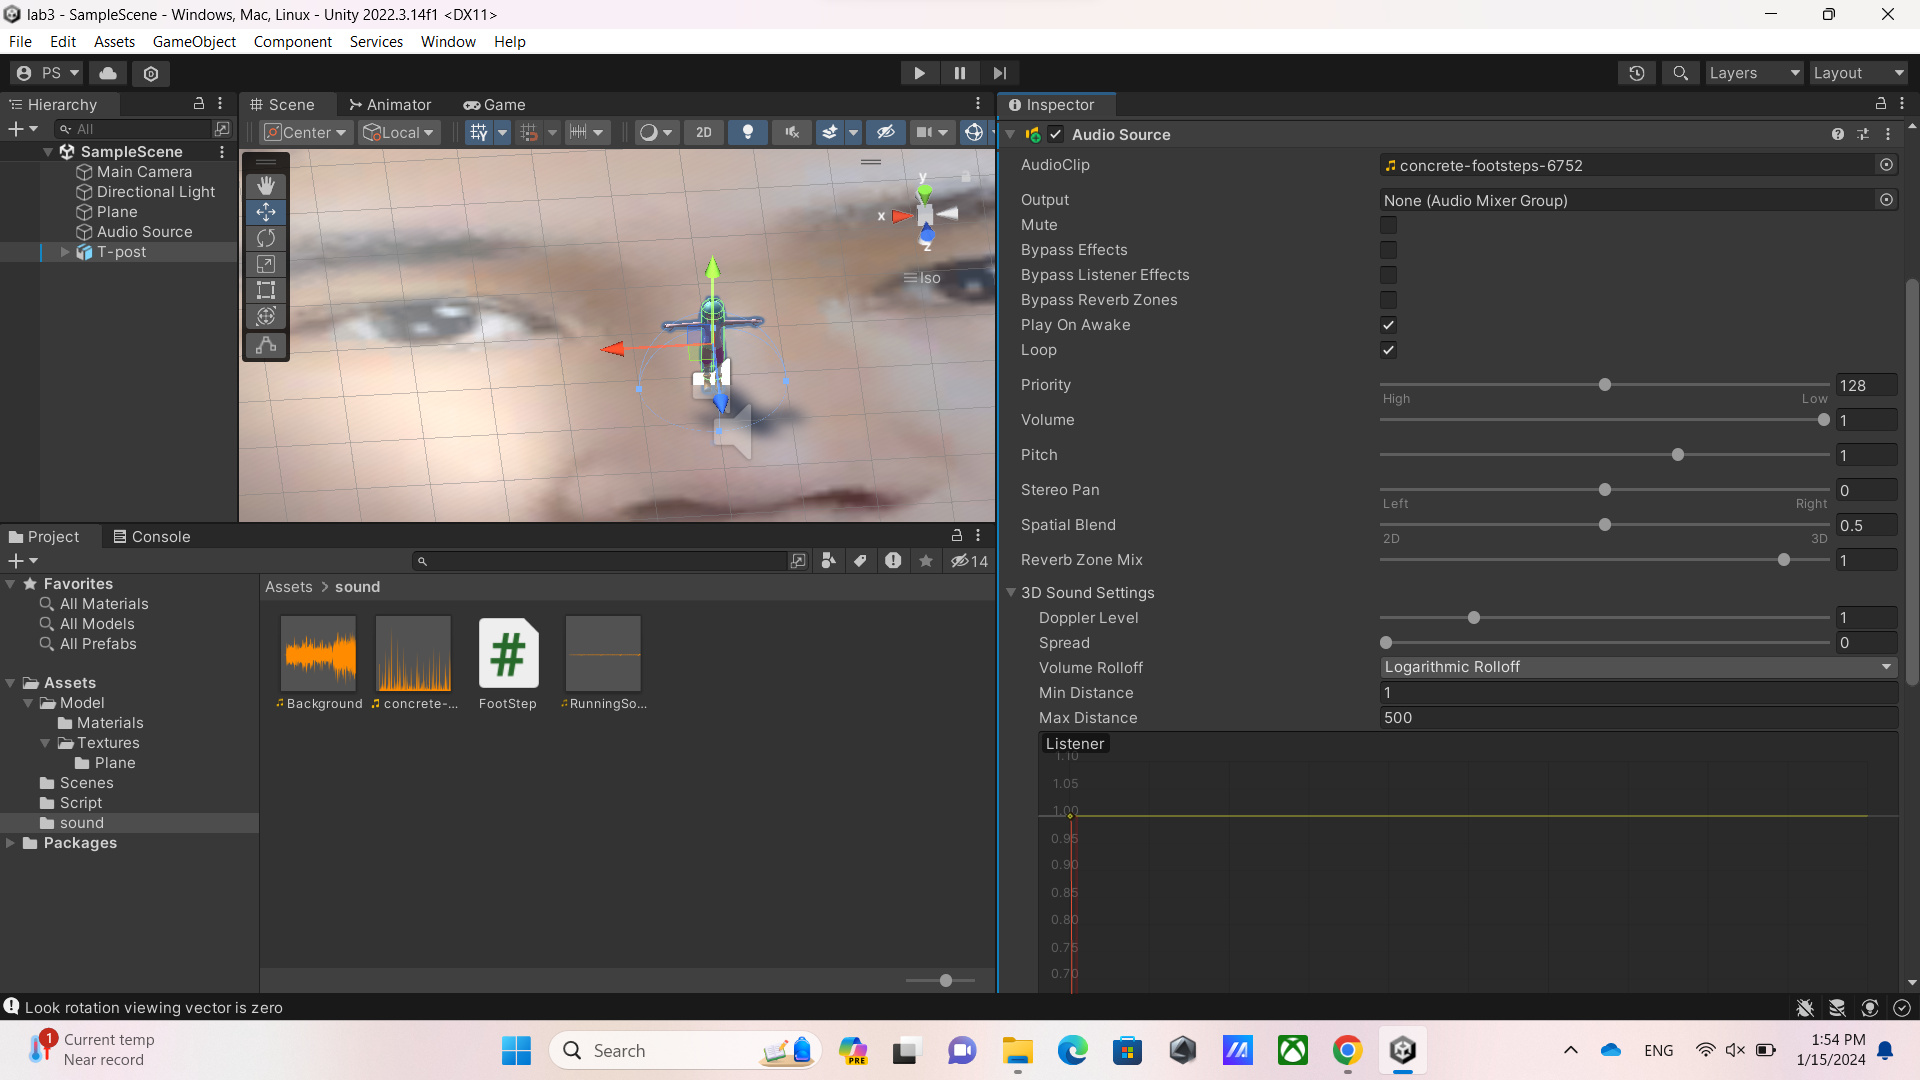 lab3 - SampleScene - Windows, Mac, Linux - Unity 2022.3.14f1 <DX11>
File Edit Assets GameObject Component Services Window Help
PS
Layers Layout
Hierarchy
All
SampleScene
Main Camera
Directional Light
Plane
Audio Source
T-post
Scene Animator Game
Center Local 2D
y
x
z
Iso
Inspector
Audio Source
AudioClip concrete-footsteps-6752
Output None (Audio Mixer Group)
Mute
Bypass Effects
Bypass Listener Effects
Bypass Reverb Zones
Play On Awake
Loop
Priority 128
High Low
Volume 1
Pitch 1
Stereo Pan 0
Left Right
Spatial Blend 0.5
2D 3D
Reverb Zone Mix 1
3D Sound Settings
Doppler Level 1
Spread 0
Volume Rolloff Logarithmic Rolloff
Min Distance 1
Max Distance 500
Listener
1.10
1.05
1.00
0.95
0.90
0.85
0.80
0.75
0.70
Project Console
14
Favorites
All Materials
All Models
All Prefabs
Assets
Model
Materials
Textures
Plane
Scenes
Script
sound
Packages
Assets > sound
Background concrete-... FootStep RunningSo...
Look rotation viewing vector is zero
1
Current temp
Near record
Search
PRE
ENG
1:54 PM
1/15/2024